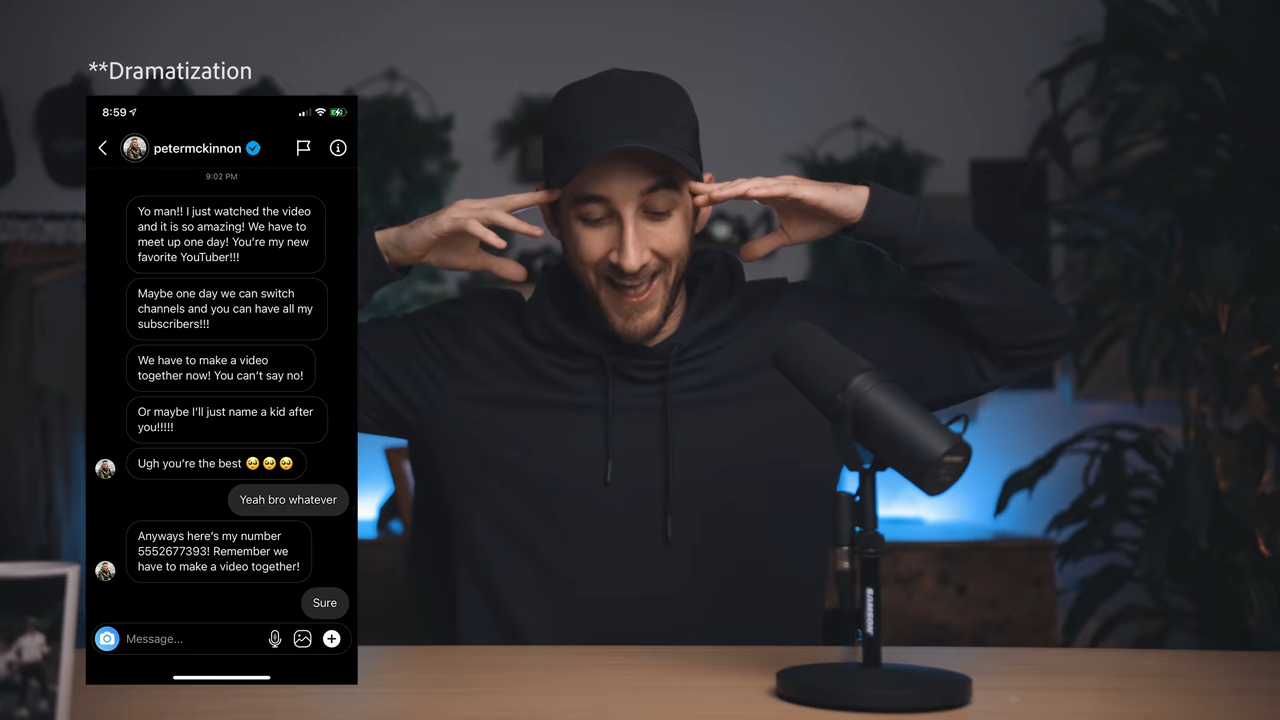 **Dramatization
8:59
petermckinnon
9:02 PM
Yo man!! I just watched the video
and it is so amazing! We have to
meet up one day! You're my new
favorite YouTuber!!!
Maybe one day we can switch
channels and you can have all my
subscribers!!!
We have to make a video
together now! You can't say no!
Or maybe I'll just name a kid after
you!!!!!
Ugh you're the best 🥺🥺🥺
Yeah bro whatever
Anyways here's my number
5552677393! Remember we
have to make a video together!
Sure
Message...
SAMSON